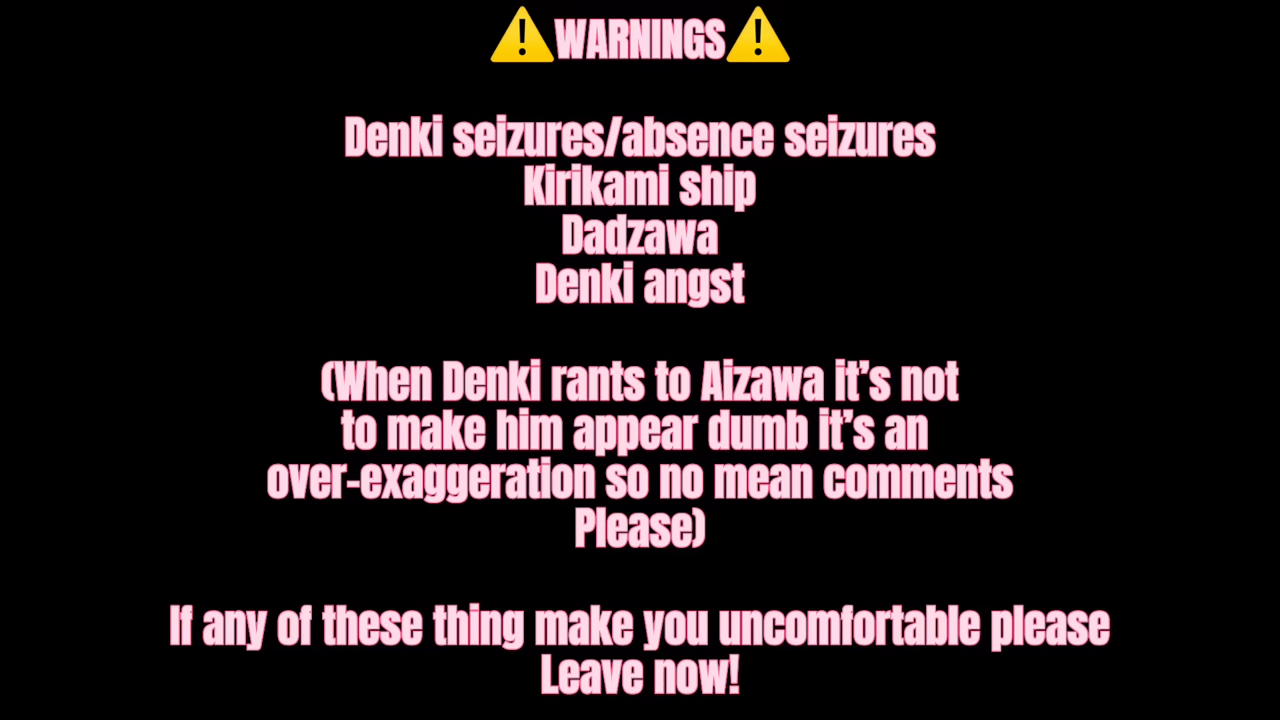 ⚠️WARNINGS⚠️
Denki seizures/absence seizures
Kirikami ship
Dadzawa
Denki angst
(When Denki rants to Aizawa it’s not
to make him appear dumb it’s an
over-exaggeration so no mean comments
Please)
If any of these thing make you uncomfortable please
Leave now!